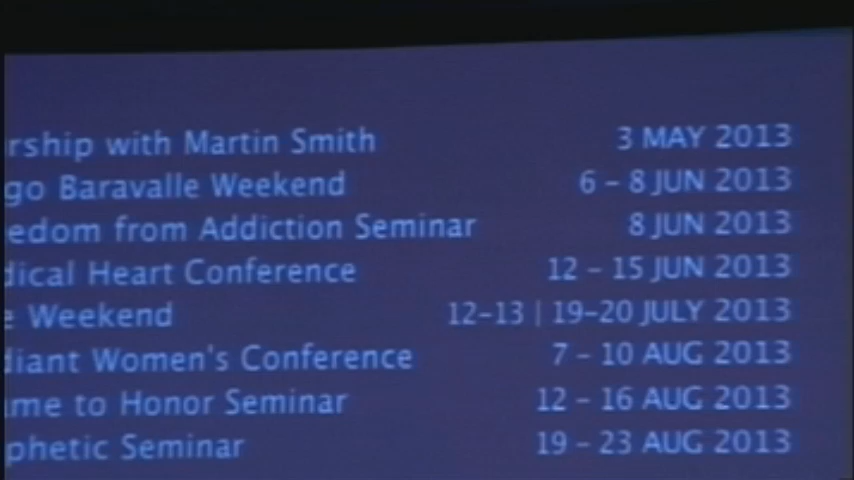 rship with Martin Smith 3 MAY 2013
go Baravalle Weekend 6 – 8 JUN 2013
edom from Addiction Seminar 8 JUN 2013
dical Heart Conference 12 – 15 JUN 2013
e Weekend 12–13 | 19–20 JULY 2013
diant Women's Conference 7 – 10 AUG 2013
ame to Honor Seminar 12 – 16 AUG 2013
phetic Seminar 19 – 23 AUG 2013